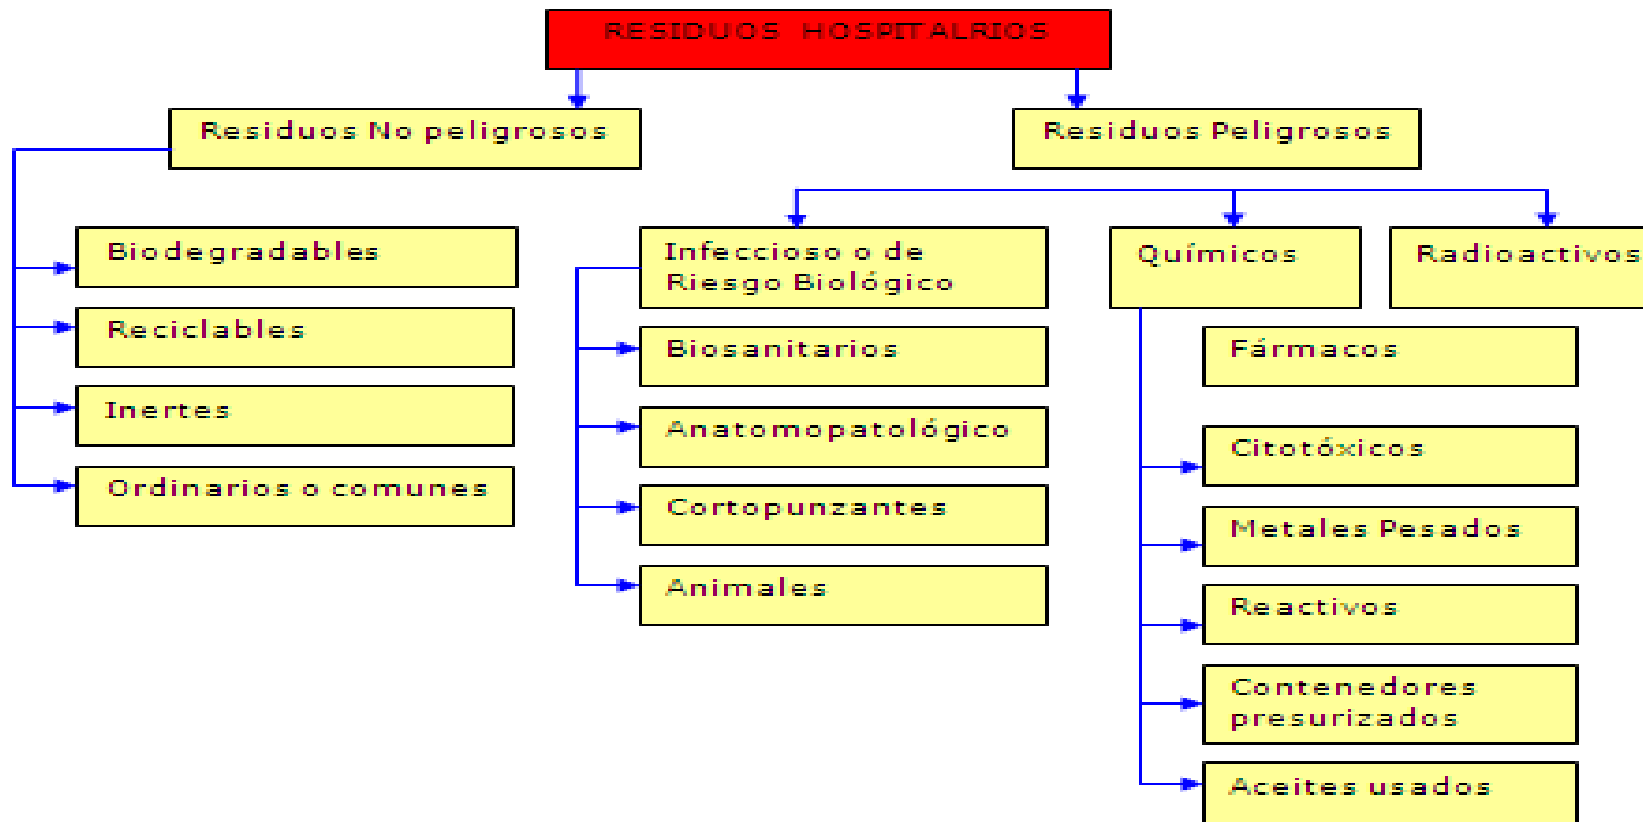 RESIDUOS HOSPITALRIOS
Residuos No peligrosos
Residuos Peligrosos
Biodegradables
Reciclables
Inertes
Ordinarios o comunes
Infeccioso o de
Riesgo Biológico
Biosanitarios
Anatomopatológico
Cortopunzantes
Animales
Químicos
Fármacos
Citotóxicos
Metales Pesados
Reactivos
Contenedores
presurizados
Aceites usados
Radioactivos